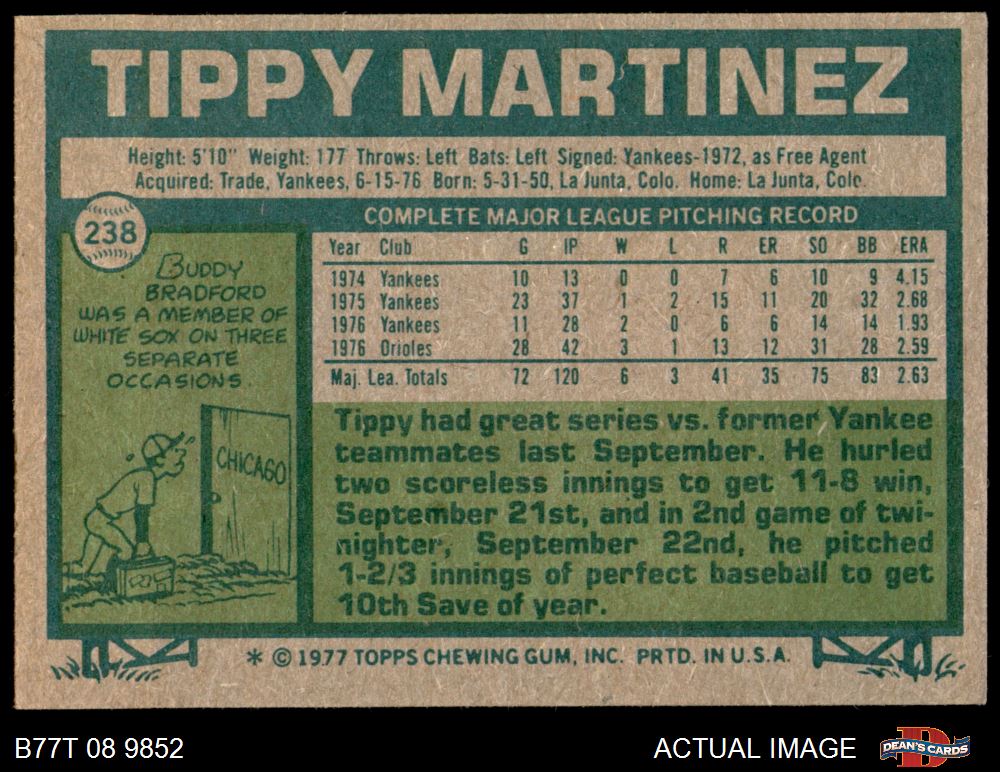 TIPPY MARTINEZ
Height: 5'10" Weight: 177 Throws: Left Bats: Left Signed: Yankees-1972, as Free Agent
Acquired: Trade, Yankees, 6-15-76 Born: 5-31-50, La Junta, Colo. Home: La Junta, Colo.
238
BUDDY
BRADFORD
WAS A MEMBER OF
WHITE SOX ON THREE
SEPARATE
OCCASIONS.
CHICAGO
COMPLETE MAJOR LEAGUE PITCHING RECORD
Year Club G IP W L R ER SO BB ERA
1974 Yankees 10 13 0 0 7 6 10 9 4.15
1975 Yankees 23 37 1 2 15 11 20 32 2.68
1976 Yankees 11 28 2 0 6 6 14 14 1.93
1976 Orioles 28 42 3 1 13 12 31 28 2.59
Maj. Lea. Totals 72 120 6 3 41 35 75 83 2.63
Tippy had great series vs. former Yankee
teammates last September. He hurled
two scoreless innings to get 11-8 win,
September 21st, and in 2nd game of twi-
nighter, September 22nd, he pitched
1-2/3 innings of perfect baseball to get
10th Save of year.
* © 1977 TOPPS CHEWING GUM, INC. PRTD. IN U.S.A.
B77T 08 9852
ACTUAL IMAGE
DEAN'S CARDS